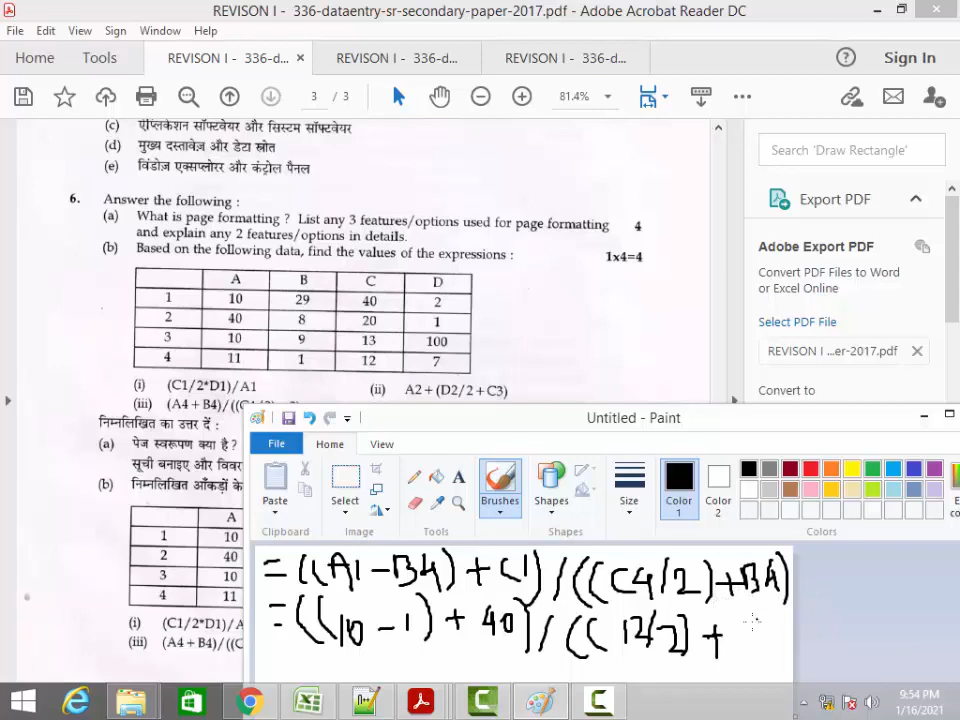 REVISON I - 336-dataentry-sr-secondary-paper-2017.pdf - Adobe Acrobat Reader DC
File Edit View Sign Window Help
Home Tools REVISON I - 336-d... × REVISON I - 336-d... REVISON I - 336-d... Sign In
3 / 3 81.4%
(c) एप्लिकेशन सॉफ्टवेयर और सिस्टम सॉफ्टवेयर
(d) मुख्य दस्तावेज़ और डेटा स्रोत
(e) विंडोज़ एक्सप्लोरर और कंट्रोल पैनल
6. Answer the following :
(a) What is page formatting ? List any 3 features/options used for page formatting 4
and explain any 2 features/options in details.
(b) Based on the following data, find the values of the expressions : 1x4=4
A B C D
1 10 29 40 2
2 40 8 20 1
3 10 9 13 100
4 11 1 12 7
(i) (C1/2*D1)/A1 (ii) A2+(D2/2+C3)
(iii) (A4+B4)/((
निम्नलिखित का उत्तर दें :
(a) पेज स्वरूपण क्या है ?
सूची बनाइए और विवर
(b) निम्नलिखित आँकड़ों के
A
1 10
2 40
3 10
4 11
(i) (C1/2*D1)/A
(iii) (A4+B4)/((C
Search 'Draw Rectangle'
Export PDF
Adobe Export PDF
Convert PDF Files to Word
or Excel Online
Select PDF File
REVISON I ...er-2017.pdf
Convert to
Untitled - Paint
File Home View
Paste Select Brushes Shapes Size Color 1 Color 2
Clipboard Image Tools Shapes Colors
=((A1-B4)+C1)/(((C4/2)+B4)
=((10-1)+40)/((12/2)+
9:54 PM
1/16/2021